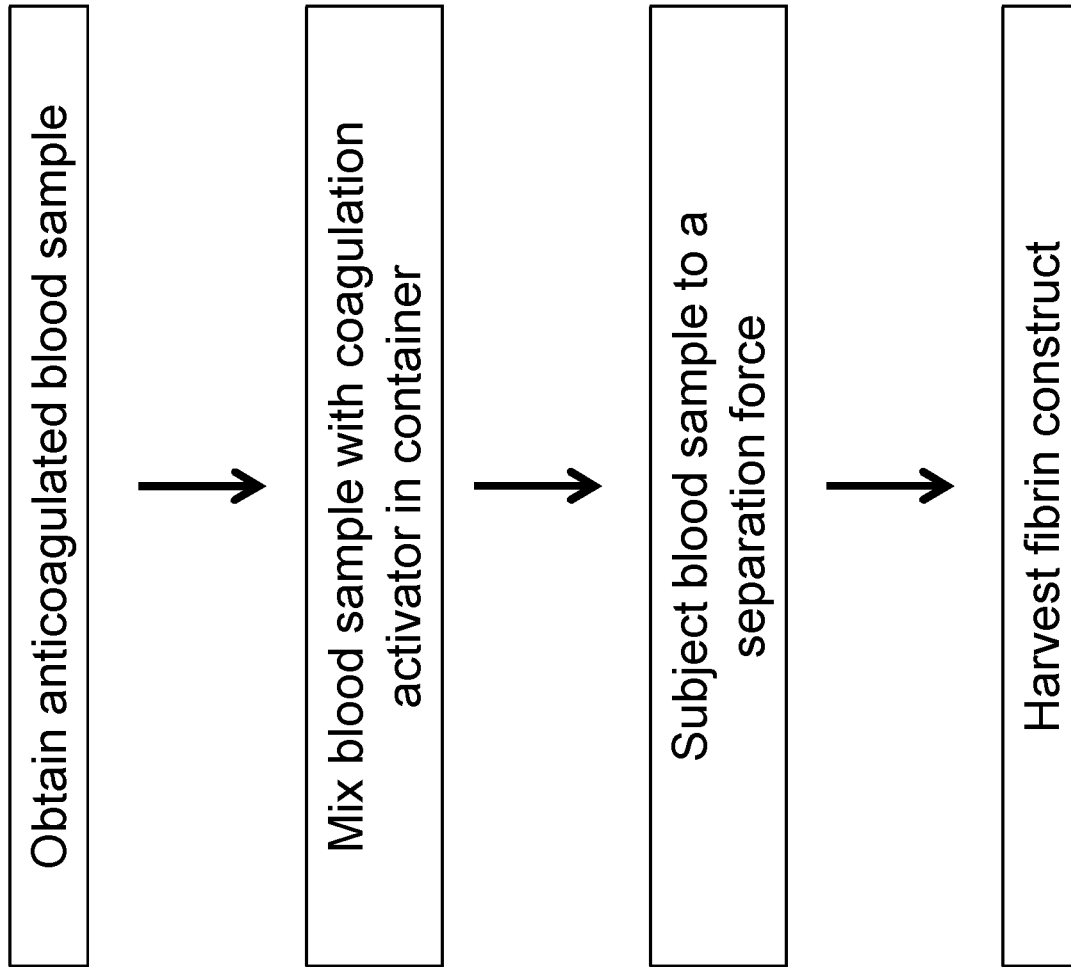 Obtain anticoagulated blood sample
Mix blood sample with coagulation
activator in container
Subject blood sample to a
separation force
Harvest fibrin construct